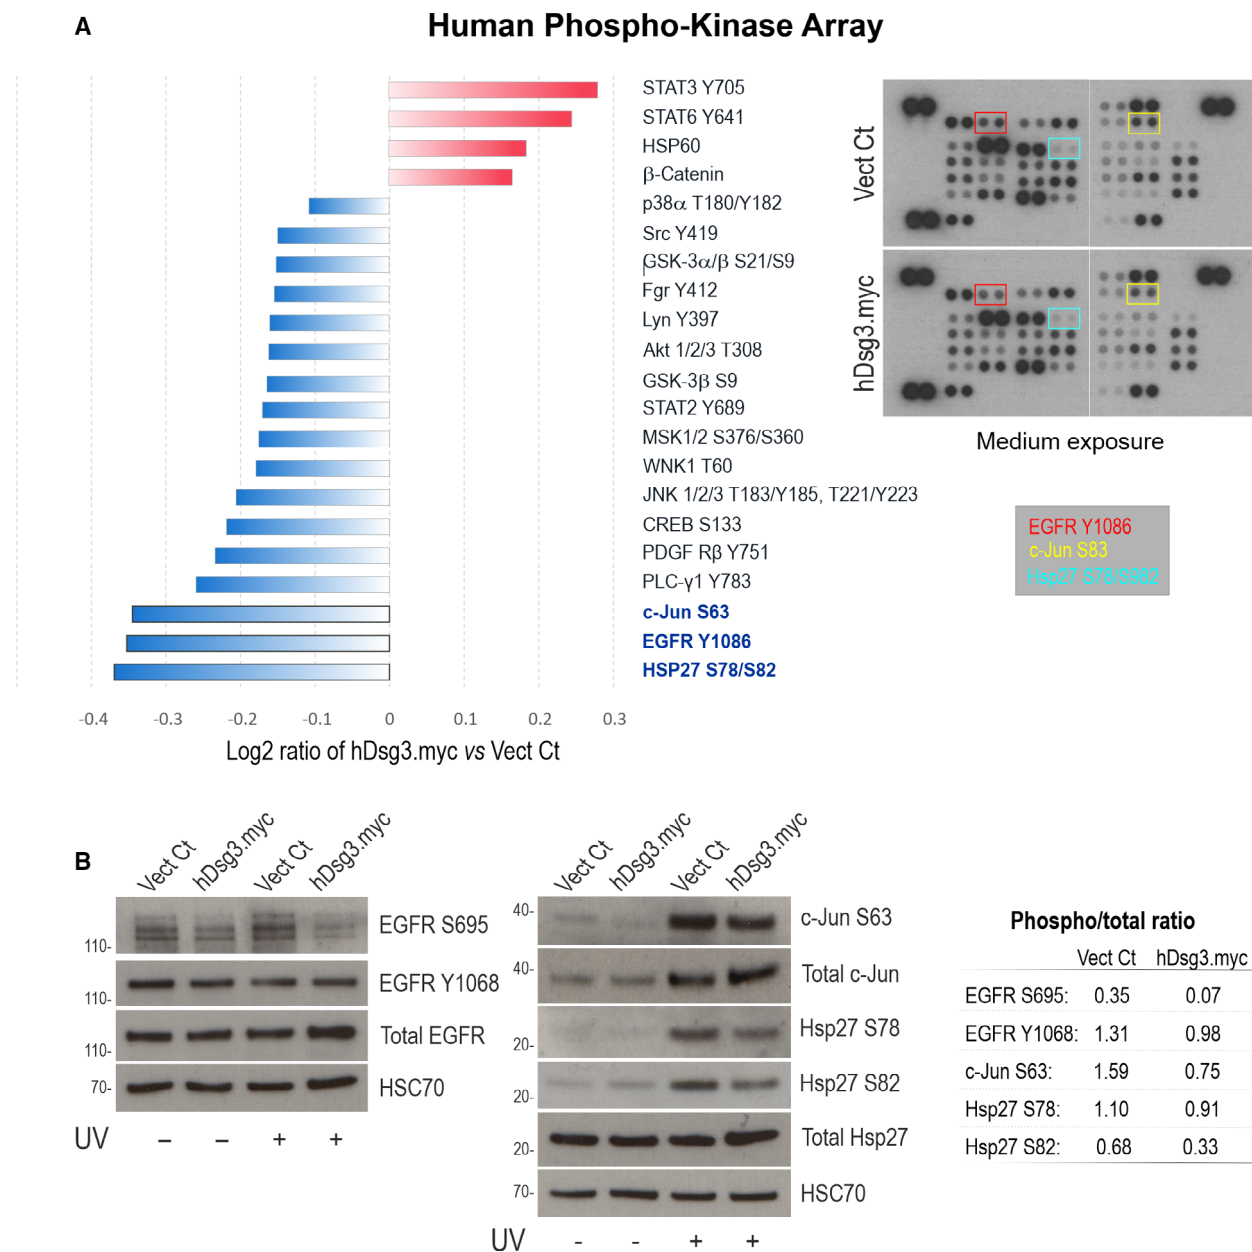 A
Human Phospho-Kinase Array
STAT3 Y705
STAT6 Y641
HSP60
β-Catenin
p38α T180/Y182
Src Y419
GSK-3α/β S21/S9
Fgr Y412
Lyn Y397
Akt 1/2/3 T308
GSK-3β S9
STAT2 Y689
MSK1/2 S376/S360
WNK1 T60
JNK 1/2/3 T183/Y185, T221/Y223
CREB S133
PDGF Rβ Y751
PLC-γ1 Y783
c-Jun S63
EGFR Y1086
HSP27 S78/S82
-0.4 -0.3 -0.2 -0.1 0 0.1 0.2 0.3
Log2 ratio of hDsg3.myc vs Vect Ct
Vect Ct
hDsg3.myc
Medium exposure
EGFR Y1086
c-Jun S83
Hsp27 S78/S982
B
Vect Ct hDsg3.myc Vect Ct hDsg3.myc
110- EGFR S695
110- EGFR Y1068
110- Total EGFR
70- HSC70
UV – – + +
Vect Ct hDsg3.myc Vect Ct hDsg3.myc
40- c-Jun S63
40- Total c-Jun
20- Hsp27 S78
20- Hsp27 S82
20- Total Hsp27
70- HSC70
UV - - + +
Phospho/total ratio
Vect Ct hDsg3.myc
EGFR S695: 0.35 0.07
EGFR Y1068: 1.31 0.98
c-Jun S63: 1.59 0.75
Hsp27 S78: 1.10 0.91
Hsp27 S82: 0.68 0.33